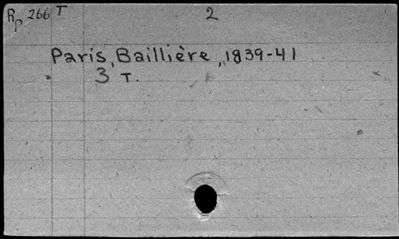 Rp 266 T 2
Paris, Baillière, 1839-41
3 T.